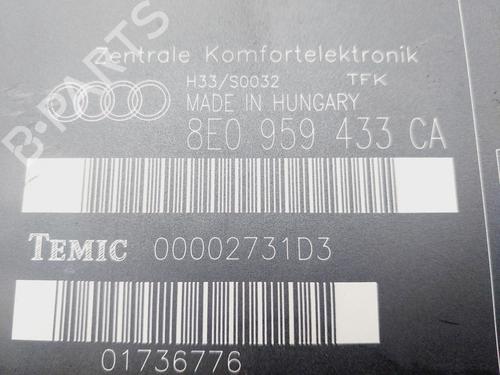 Zentrale Komfortelektronik
H33/S0032 TFK
MADE IN HUNGARY
8E0 959 433 CA
TEMIC 00002731D3
01736776
B-PARTS